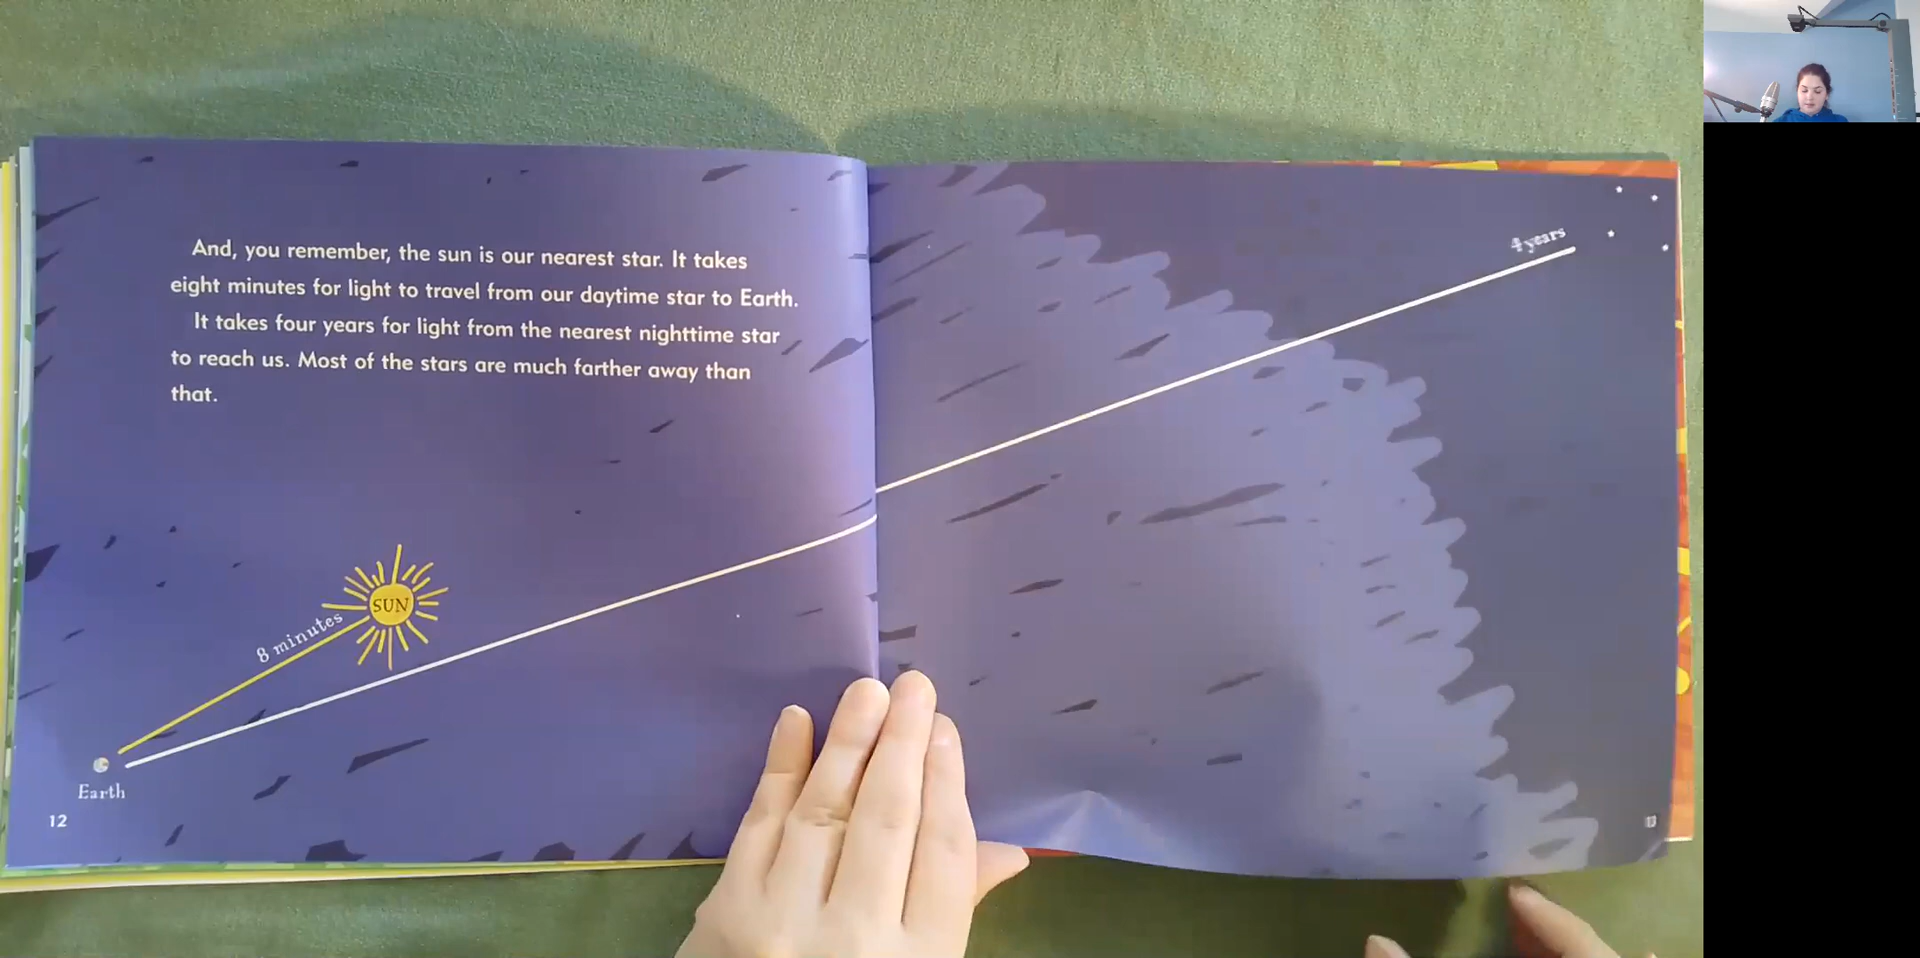 And, you remember, the sun is our nearest star. It takes
eight minutes for light to travel from our daytime star to Earth.
It takes four years for light from the nearest nighttime star
to reach us. Most of the stars are much farther away than
that.
4 years
SUN
8 minutes
Earth
12
13